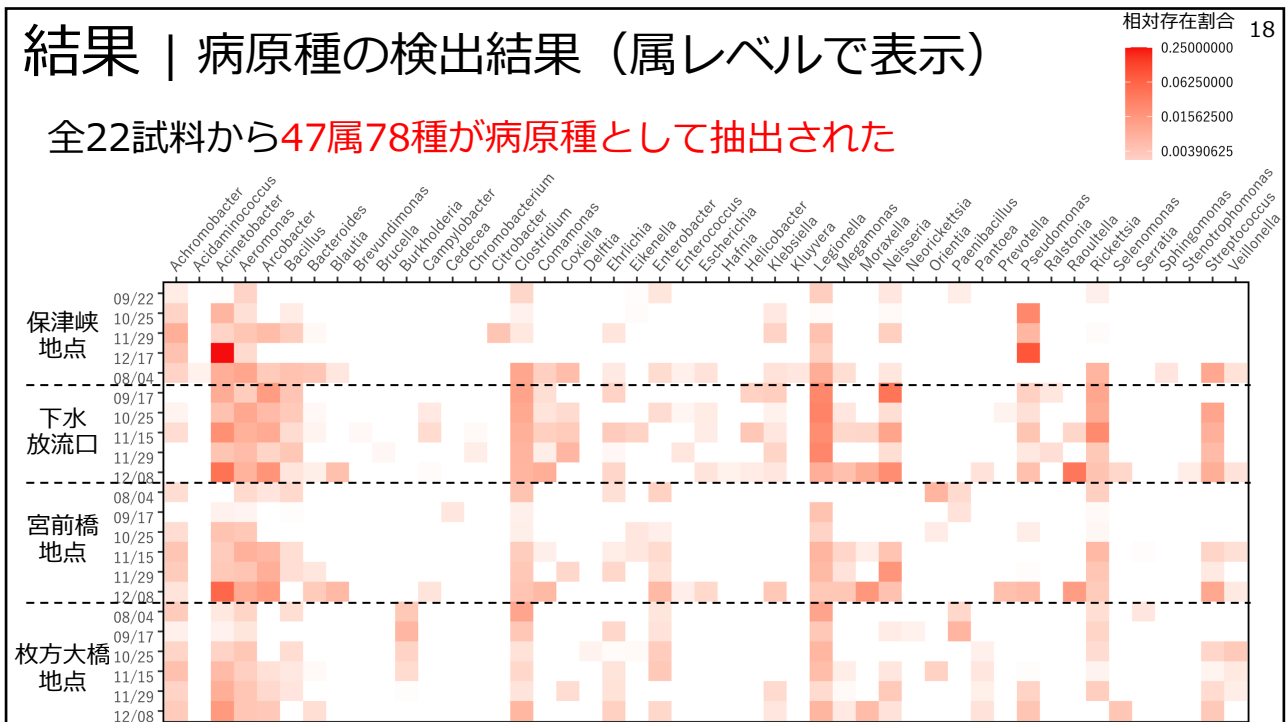 結果 | 病原種の検出結果（属レベルで表示）
相対存在割合
18
0.25000000
0.06250000
0.01562500
0.00390625
全22試料から47属78種が病原種として抽出された
Achromobacter
Acidaminococcus
Acinetobacter
Aeromonas
Arcobacter
Bacillus
Bacteroides
Blautia
Brevundimonas
Brucella
Burkholderia
Campylobacter
Cedecea
Chromobacterium
Citrobacter
Clostridium
Comamonas
Coxiella
Delftia
Ehrlichia
Eikenella
Enterobacter
Enterococcus
Escherichia
Hafnia
Helicobacter
Klebsiella
Kluyvera
Legionella
Megamonas
Moraxella
Neisseria
Neorickettsia
Orientia
Paenibacillus
Pantoea
Prevotella
Pseudomonas
Ralstonia
Raoultella
Rickettsia
Selenomonas
Serratia
Sphingomonas
Stenotrophomonas
Streptococcus
Veillonella
保津峡
地点
09/22
10/25
11/29
12/17
08/04
下水
放流口
09/17
10/25
11/15
11/29
12/08
宮前橋
地点
08/04
09/17
10/25
11/15
11/29
12/08
枚方大橋
地点
08/04
09/17
10/25
11/15
11/29
12/08